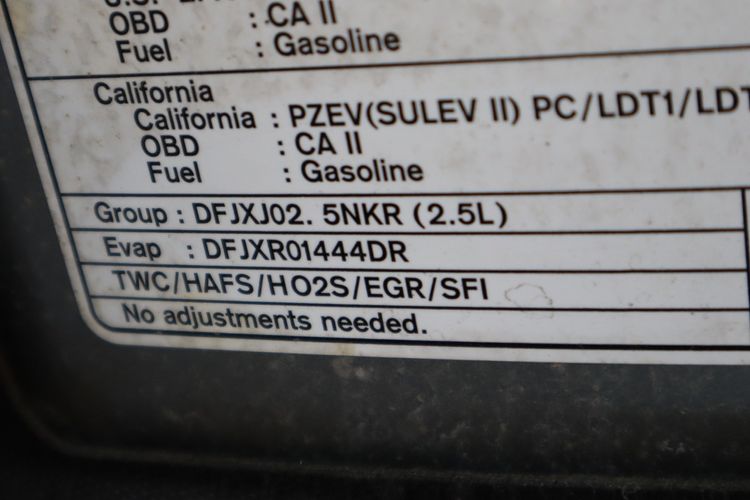 OBD : CA II
Fuel : Gasoline
California
California : PZEV(SULEV II) PC/LDT1/LDT
OBD : CA II
Fuel : Gasoline
Group : DFJXJ02. 5NKR (2.5L)
Evap : DFJXR01444DR
TWC/HAFS/HO2S/EGR/SFI
No adjustments needed.